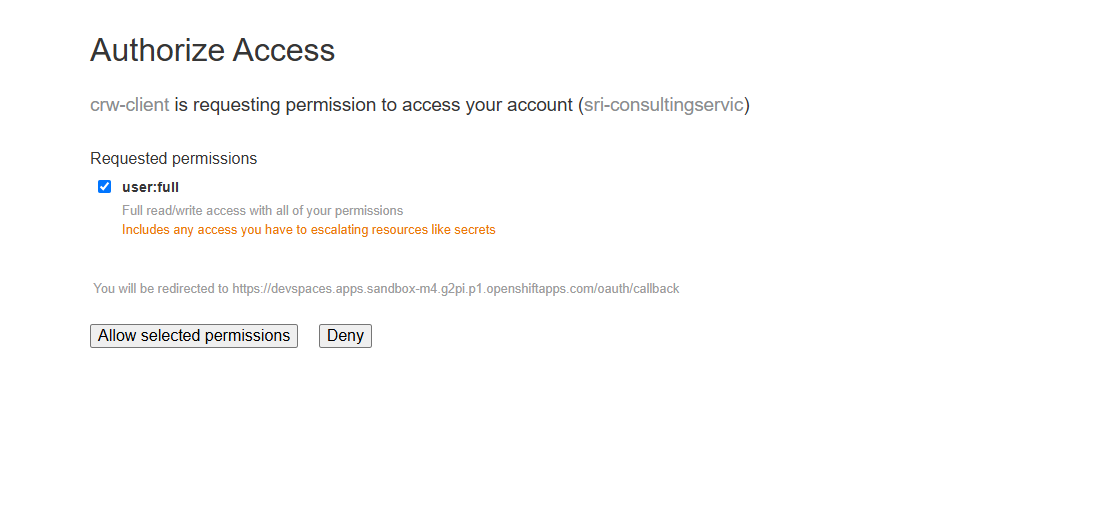 Authorize Access
crw-client is requesting permission to access your account (sri-consultingservic)
Requested permissions
user:full
Full read/write access with all of your permissions
Includes any access you have to escalating resources like secrets
You will be redirected to https://devspaces.apps.sandbox-m4.g2pi.p1.openshiftapps.com/oauth/callback
Allow selected permissions Deny